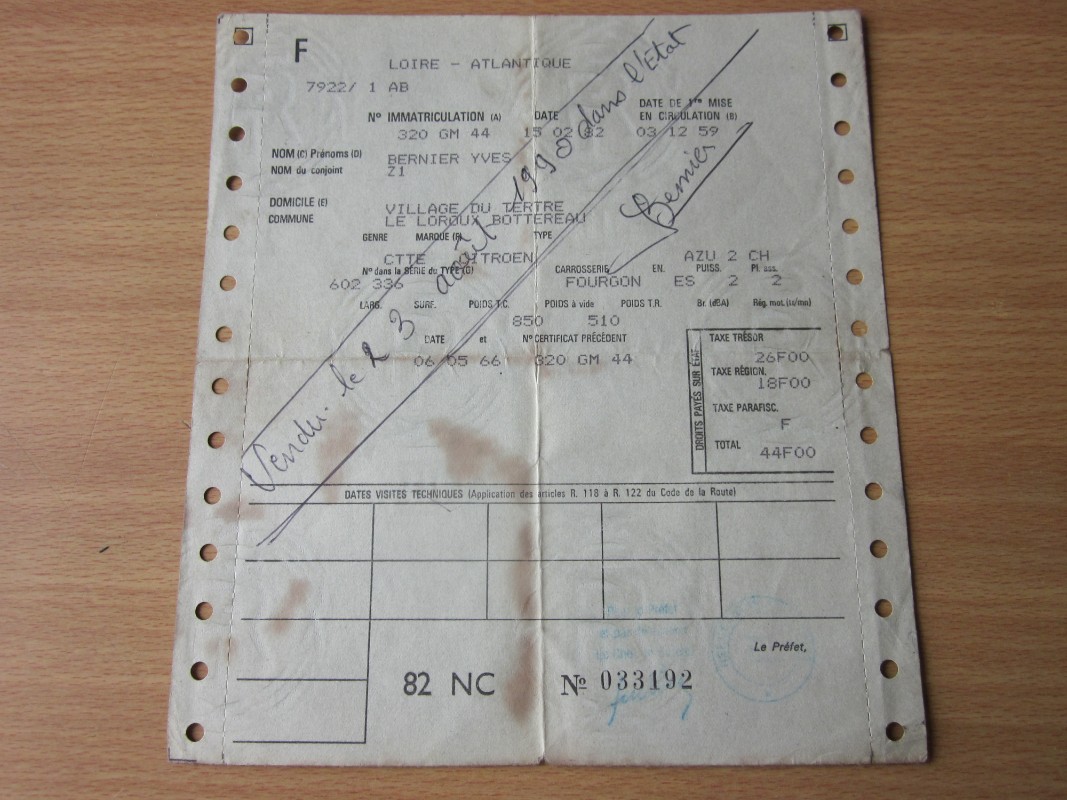 F
LOIRE - ATLANTIQUE
7922/ 1 AB
Nº IMMATRICULATION (A) DATE DATE DE 1re MISE EN CIRCULATION (B)
320 GM 44 15 02 82 03 12 59
NOM (C) Prénoms (D) BERNIER YVES
NOM du conjoint Z1
DOMICILE (E) VILLAGE DU TERTRE
COMMUNE LE LOROUX BOTTEREAU
GENRE MARQUE (F) TYPE
CTTE CITROEN AZU 2 CH
Nº dans la SÉRIE du TYPE (G) CARROSSERIE EN. PUISS. Pl. ass.
602 336 FOURGON ES 2 2
LARG. SURF. POIDS T.C. POIDS à vide POIDS T.R. Br. (dBA) Rég. mot. (ts/mn)
850 510
DATE et Nº CERTIFICAT PRÉCÉDENT
06 05 66 320 GM 44
DROITS PAYÉS SUR ÉTAT
TAXE TRÉSOR
26F00
TAXE RÉGION.
18F00
TAXE PARAFISC.
F
TOTAL
44F00
Vendu le 23 août 1990 dans l'État
Bernier
DATES VISITES TECHNIQUES (Application des articles R. 118 à R. 122 du Code de la Route)
Le Préfet,
82 NC Nº 033192